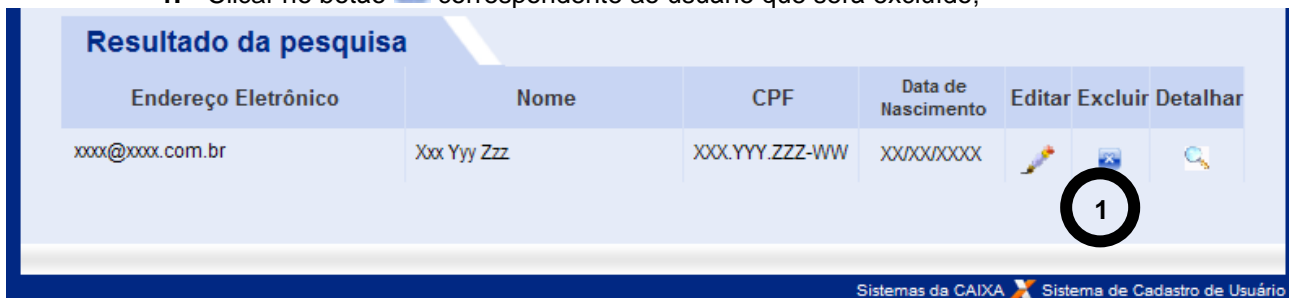 1. Clicar no botão correspondente ao usuário que será excluído;
Resultado da pesquisa
Endereço Eletrônico Nome CPF Data de Nascimento Editar Excluir Detalhar
xxxx@xxxx.com.br Xxx Yyy Zzz XXX.YYY.ZZZ-WW XX/XX/XXXX
1
Sistemas da CAIXA Sistema de Cadastro de Usuário